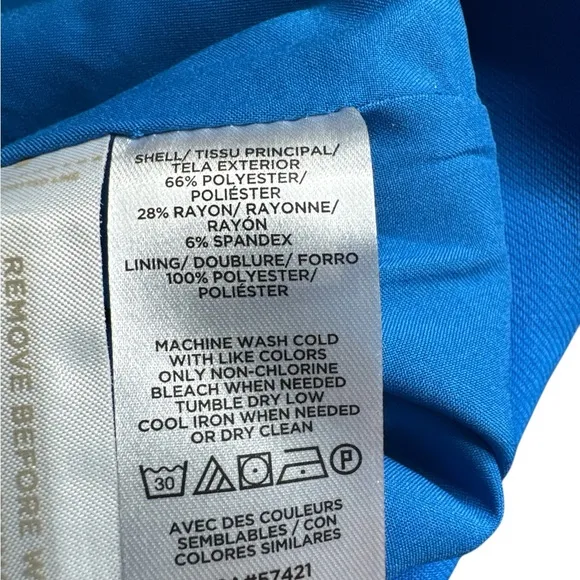 SHELL/ TISSU PRINCIPAL/
TELA EXTERIOR
66% POLYESTER/
POLIÉSTER
28% RAYON/ RAYONNE/
RAYÓN
6% SPANDEX
LINING/ DOUBLURE/ FORRO
100% POLYESTER/
POLIÉSTER
MACHINE WASH COLD
WITH LIKE COLORS
ONLY NON-CHLORINE
BLEACH WHEN NEEDED
TUMBLE DRY LOW
COOL IRON WHEN NEEDED
OR DRY CLEAN
30 P
AVEC DES COULEURS
SEMBLABLES / CON
COLORES SIMILARES
#57421
REMOVE BEFORE